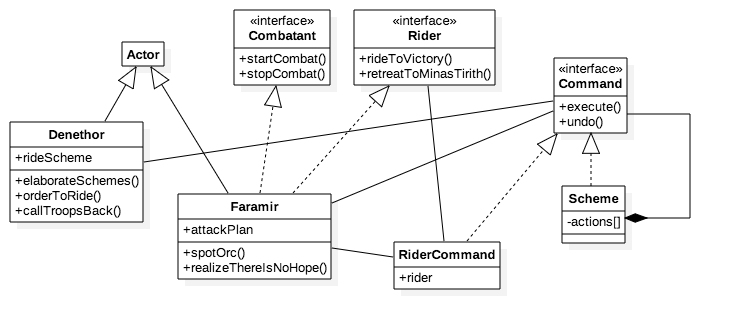 Actor
«interface»
Combatant
+startCombat()
+stopCombat()
«interface»
Rider
+rideToVictory()
+retreatToMinasTirith()
«interface»
Command
+execute()
+undo()
Denethor
+rideScheme
+elaborateSchemes()
+orderToRide()
+callTroopsBack()
Faramir
+attackPlan
+spotOrc()
+realizeThereIsNoHope()
RiderCommand
+rider
Scheme
-actions[]